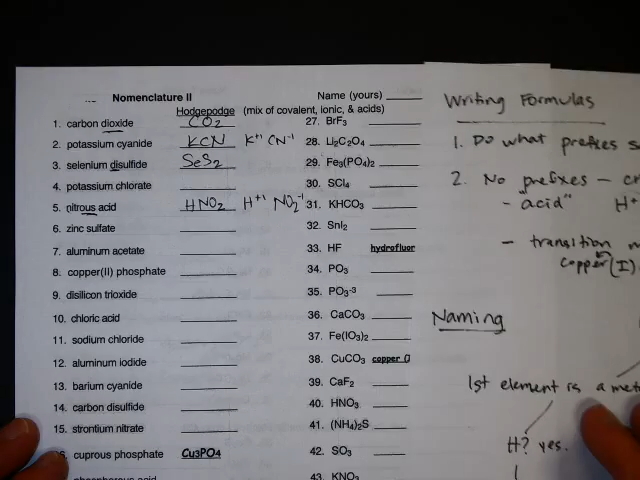 Nomenclature II
Name (yours)
Hodgepodge (mix of covalent, ionic, & acids)
1. carbon dioxide CO2
2. potassium cyanide KCN K+1 CN-1
3. selenium disulfide SeS2
4. potassium chlorate
5. nitrous acid HNO2 H+1 NO2-1
6. zinc sulfate
7. aluminum acetate
8. copper(II) phosphate
9. disilicon trioxide
10. chloric acid
11. sodium chloride
12. aluminum iodide
13. barium cyanide
14. carbon disulfide
15. strontium nitrate
16. cuprous phosphate Cu3PO4
phosphorous acid
27. BrF3
28. Li2C2O4
29. Fe3(PO4)2
30. SCl4
31. KHCO3
32. SnI2
33. HF hydrofluor
34. PO3
35. PO3-3
36. CaCO3
37. Fe(IO3)2
38. CuCO3 copper (
39. CaF2
40. HNO3
41. (NH4)2S
42. SO3
43. KNO3
Writing Formulas
1. Do what prefixes s
2. No prefixes - cr
- "acid" H+
- transition m
copper(I)
Naming
1st element is a meta
H? yes.